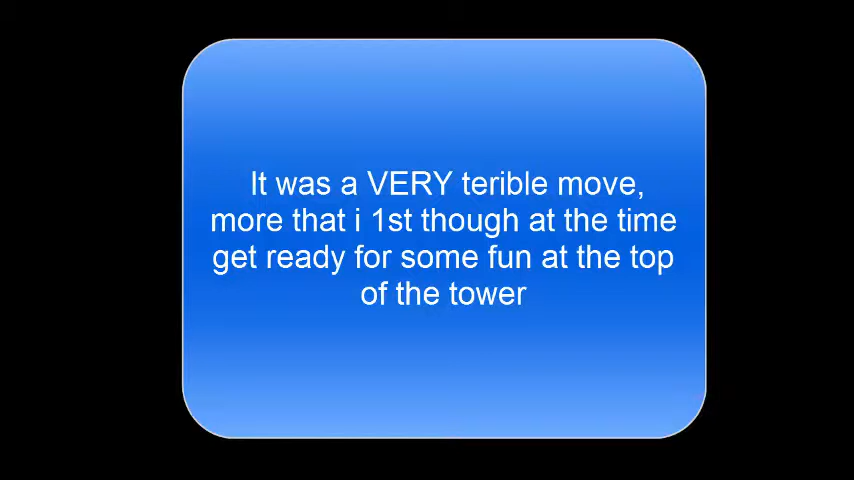 It was a VERY terible move,
more that i 1st though at the time
get ready for some fun at the top
of the tower